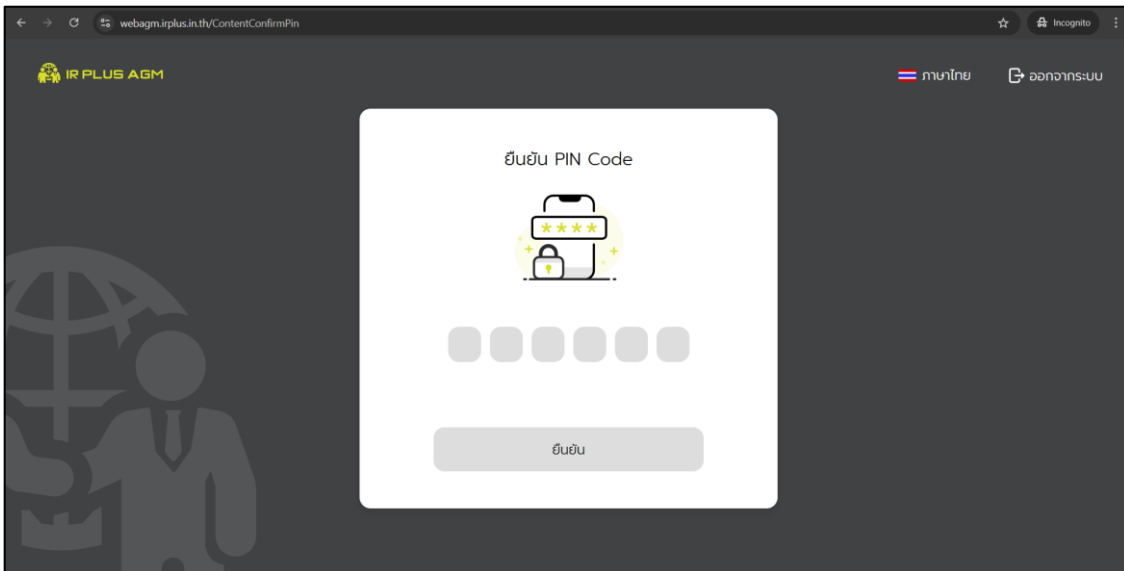 webagm.irplus.in.th/ContentConfirmPin
Incognito
IR PLUS AGM
ภาษาไทย
ออกจากระบบ
ยืนยัน PIN Code
****
ยืนยัน